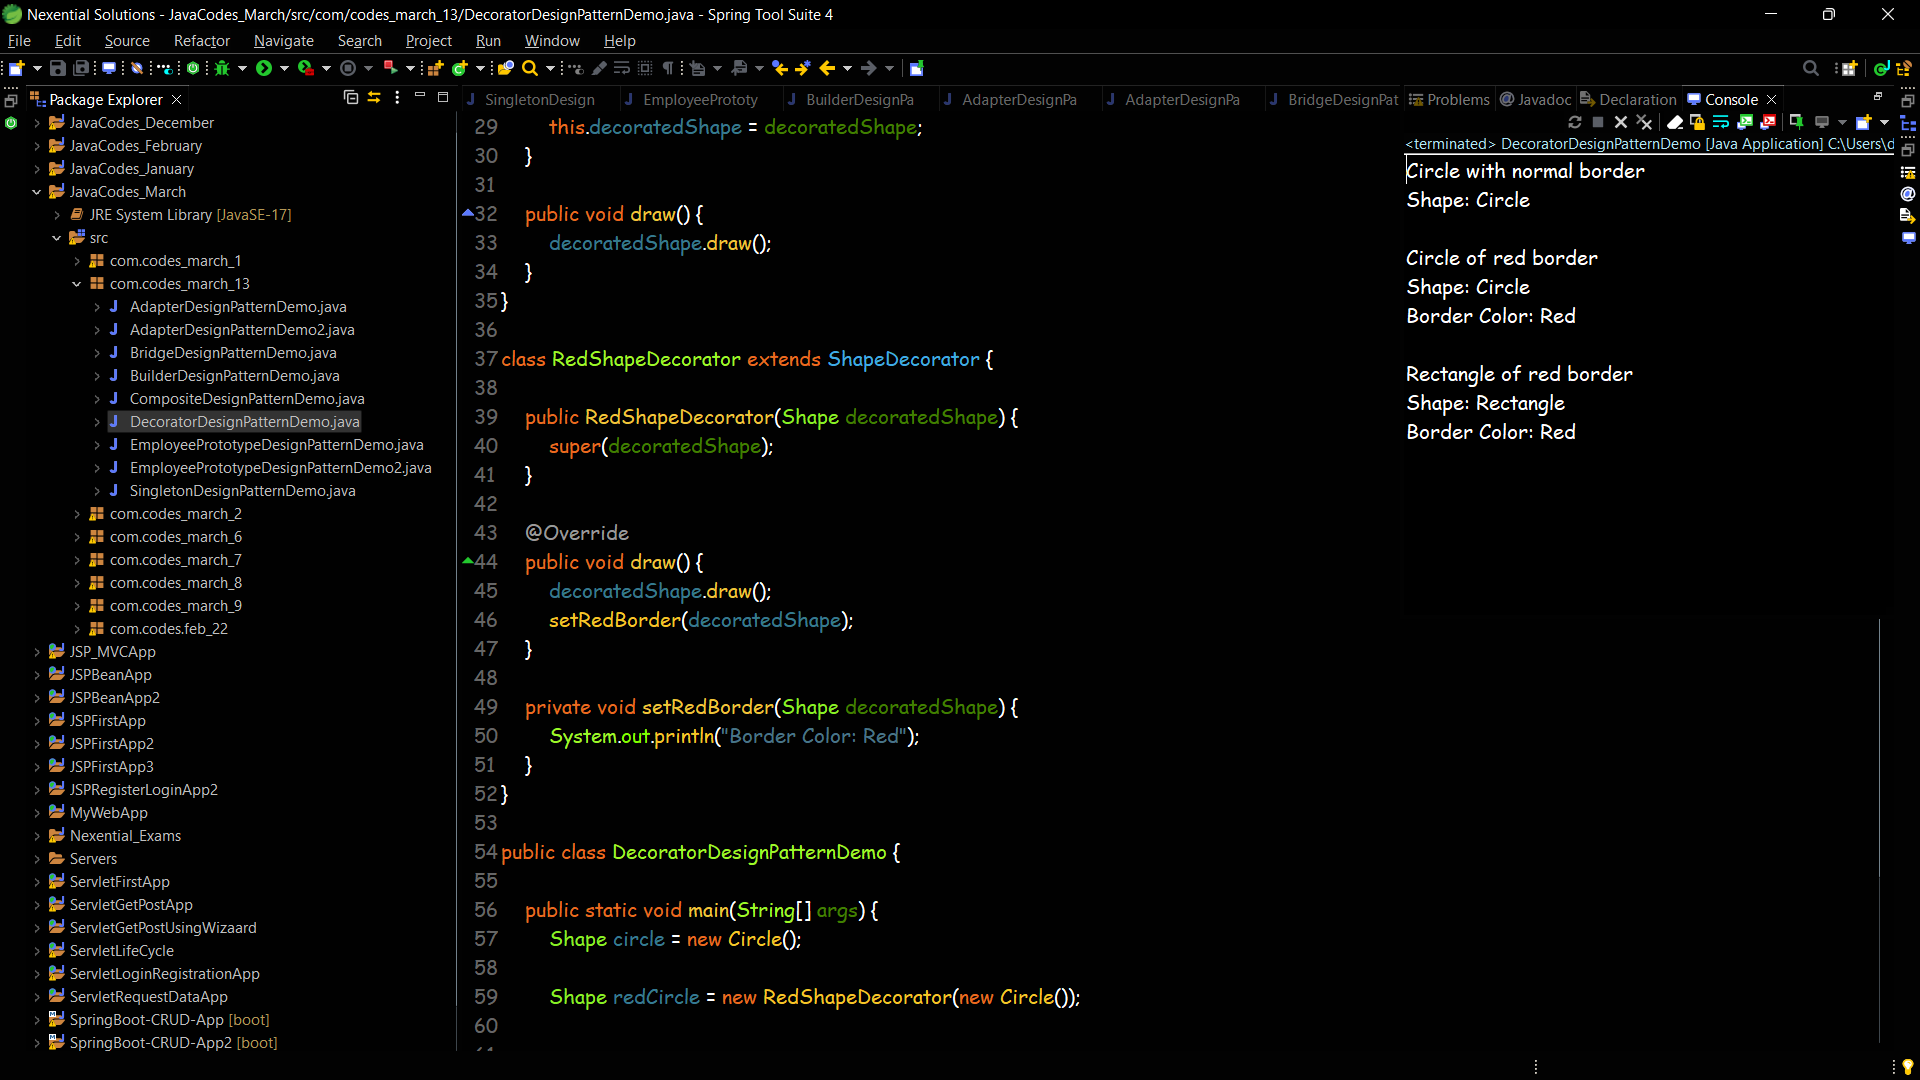 Nexential Solutions - JavaCodes_March/src/com/codes_march_13/DecoratorDesignPatternDemo.java - Spring Tool Suite 4
File Edit Source Refactor Navigate Search Project Run Window Help
Package Explorer
JavaCodes_December
JavaCodes_February
JavaCodes_January
JavaCodes_March
JRE System Library [JavaSE-17]
src
com.codes_march_1
com.codes_march_13
AdapterDesignPatternDemo.java
AdapterDesignPatternDemo2.java
BridgeDesignPatternDemo.java
BuilderDesignPatternDemo.java
CompositeDesignPatternDemo.java
DecoratorDesignPatternDemo.java
EmployeePrototypeDesignPatternDemo.java
EmployeePrototypeDesignPatternDemo2.java
SingletonDesignPatternDemo.java
com.codes_march_2
com.codes_march_6
com.codes_march_7
com.codes_march_8
com.codes_march_9
com.codes.feb_22
JSP_MVCApp
JSPBeanApp
JSPBeanApp2
JSPFirstApp
JSPFirstApp2
JSPFirstApp3
JSPRegisterLoginApp2
MyWebApp
Nexential_Exams
Servers
ServletFirstApp
ServletGetPostApp
ServletGetPostUsingWizaard
ServletLifeCycle
ServletLoginRegistrationApp
ServletRequestDataApp
SpringBoot-CRUD-App [boot]
SpringBoot-CRUD-App2 [boot]
SingletonDesign EmployeePrototy BuilderDesignPa AdapterDesignPa AdapterDesignPa BridgeDesignPat
29 this.decoratedShape = decoratedShape;
30 }
31
32 public void draw() {
33 decoratedShape.draw();
34 }
35 }
36
37 class RedShapeDecorator extends ShapeDecorator {
38
39 public RedShapeDecorator(Shape decoratedShape) {
40 super(decoratedShape);
41 }
42
43 @Override
44 public void draw() {
45 decoratedShape.draw();
46 setRedBorder(decoratedShape);
47 }
48
49 private void setRedBorder(Shape decoratedShape) {
50 System.out.println("Border Color: Red");
51 }
52 }
53
54 public class DecoratorDesignPatternDemo {
55
56 public static void main(String[] args) {
57 Shape circle = new Circle();
58
59 Shape redCircle = new RedShapeDecorator(new Circle());
60
Problems Javadoc Declaration Console
<terminated> DecoratorDesignPatternDemo [Java Application] C:\Users\d
Circle with normal border
Shape: Circle
Circle of red border
Shape: Circle
Border Color: Red
Rectangle of red border
Shape: Rectangle
Border Color: Red